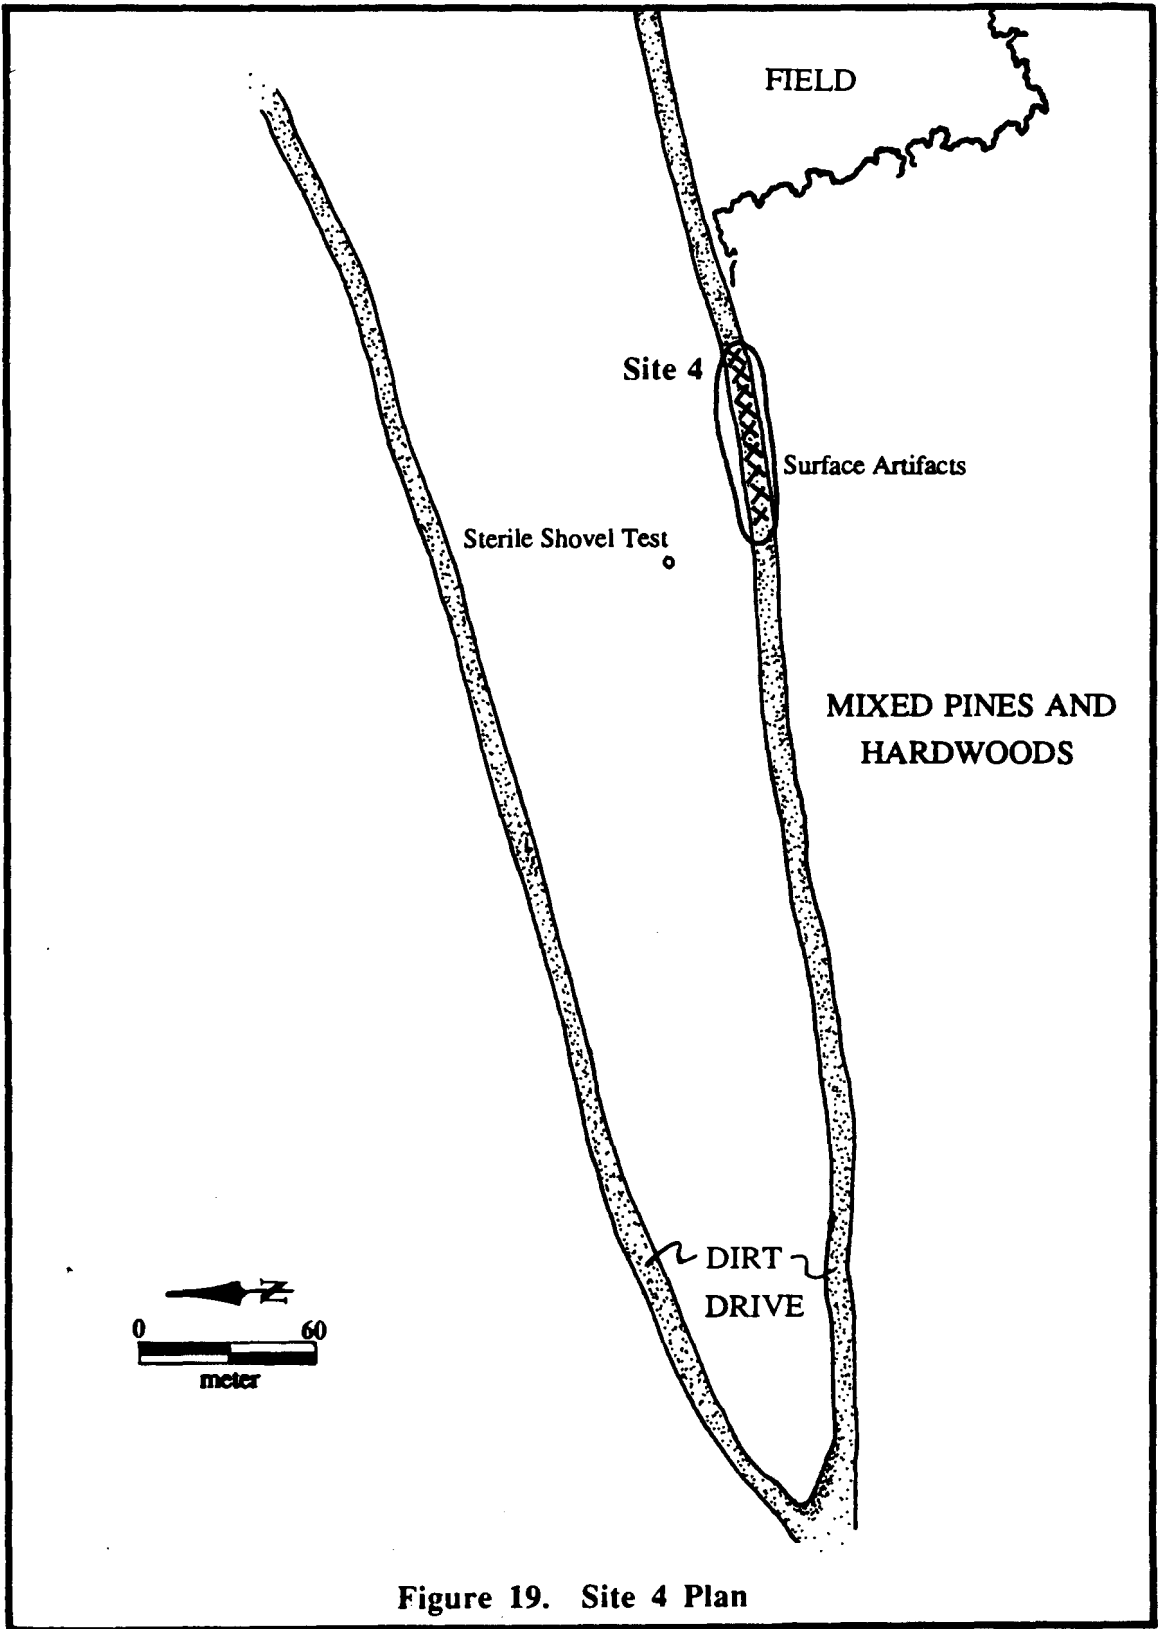 FIELD
Site 4
Surface Artifacts
Sterile Shovel Test
MIXED PINES AND
HARDWOODS
DIRT
DRIVE
N
0 60
meter
Figure 19. Site 4 Plan